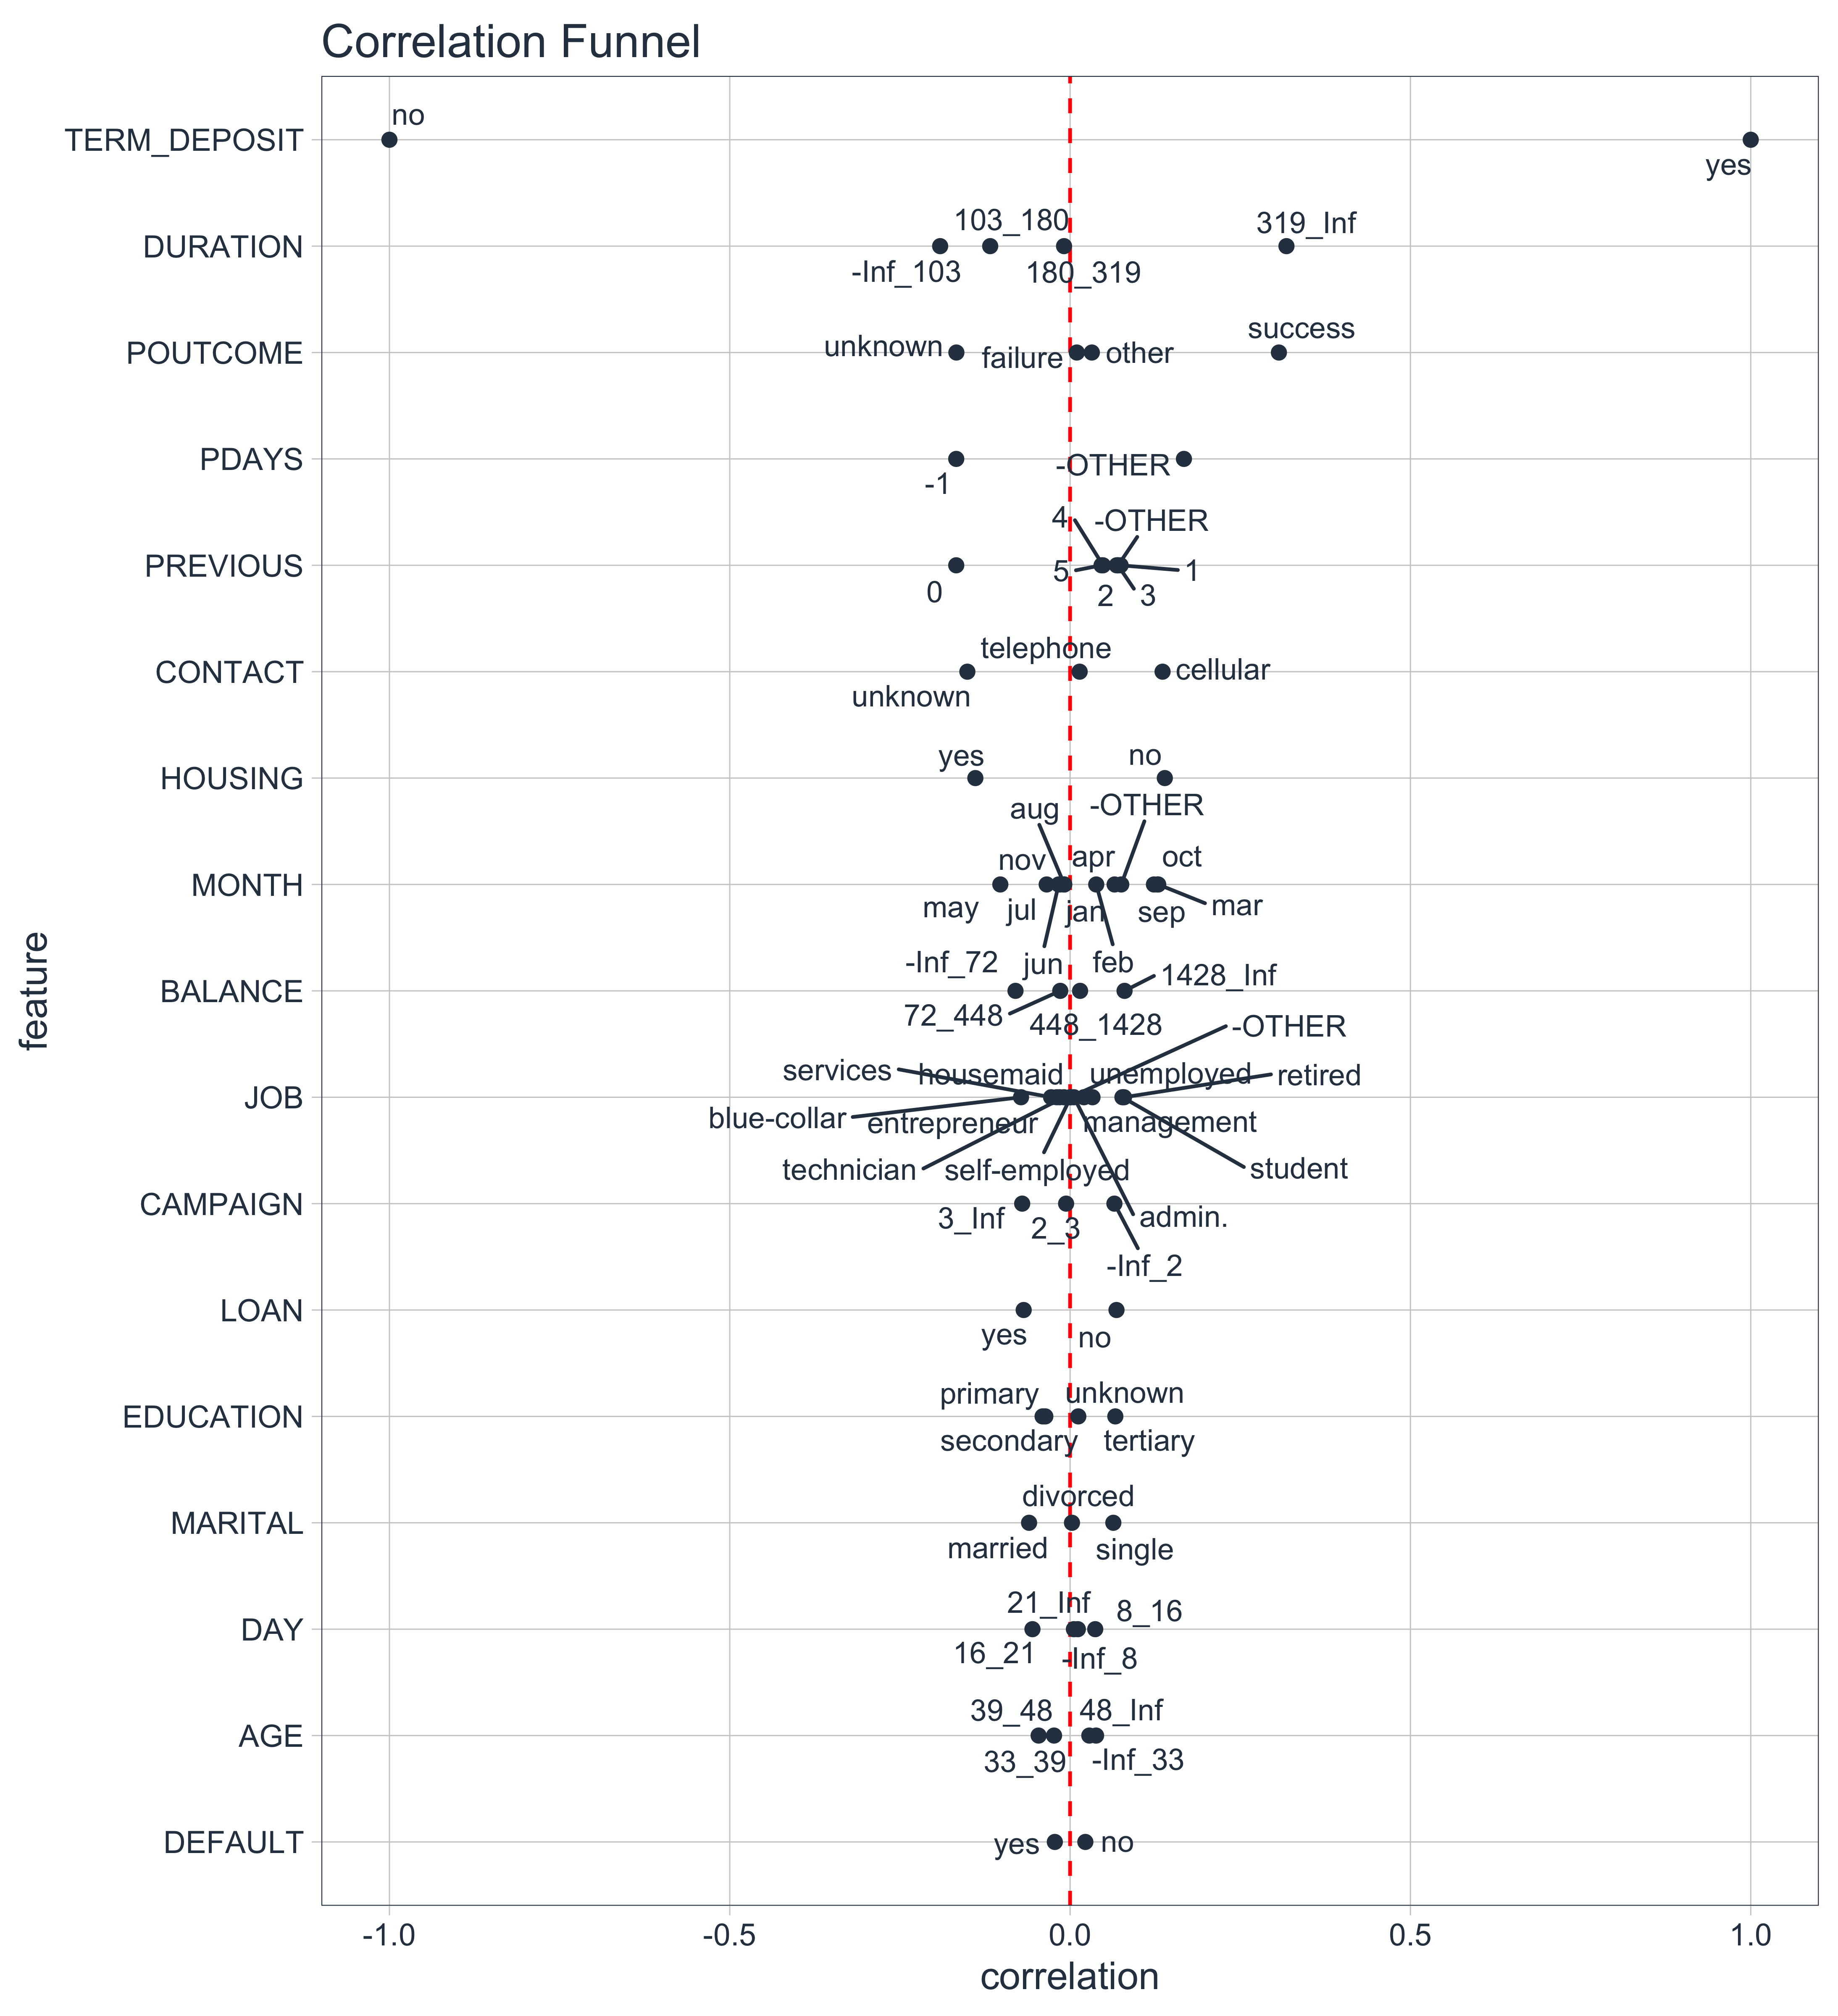 Correlation Funnel
no
TERM_DEPOSIT
yes
103_180 319_Inf
DURATION
-Inf_103 180_319
success
POUTCOME unknown failure other
PDAYS -OTHER
-1
4 -OTHER
PREVIOUS 5 1
0 2 3
telephone
CONTACT cellular
unknown
yes no
HOUSING
aug -OTHER
nov apr oct
MONTH
may jul jan sep mar
-Inf_72 jun feb 1428_Inf
BALANCE
72_448 448_1428 -OTHER
services housemaid unemployed retired
JOB
blue-collar entrepreneur management
technician self-employed student
CAMPAIGN
3_Inf 2_3 admin.
-Inf_2
LOAN
yes no
primary unknown
EDUCATION
secondary tertiary
divorced
MARITAL
married single
21_Inf 8_16
DAY
16_21 -Inf_8
39_48 48_Inf
AGE
33_39 -Inf_33
DEFAULT yes no
feature
-1.0 -0.5 0.0 0.5 1.0
correlation